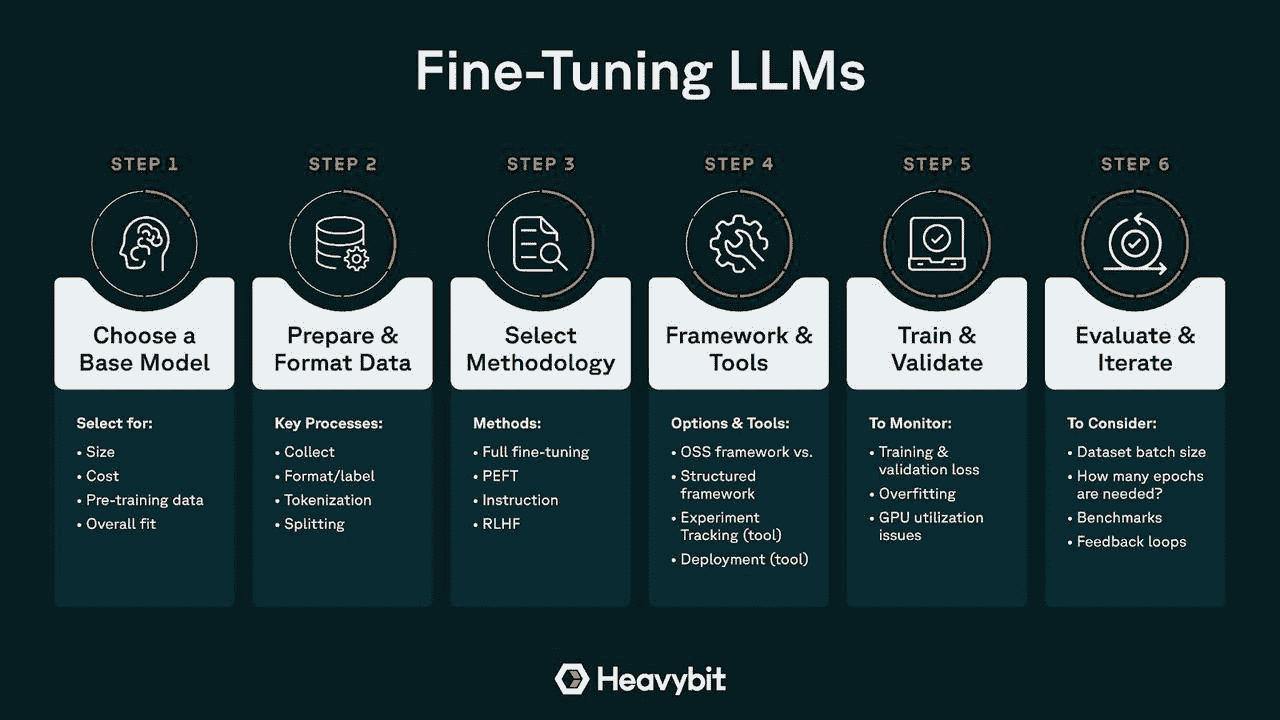 Fine-Tuning LLMs
STEP 1
Choose a
Base Model
Select for:
• Size
• Cost
• Pre-training data
• Overall fit
STEP 2
Prepare &
Format Data
Key Processes:
• Collect
• Format/label
• Tokenization
• Splitting
STEP 3
Select
Methodology
Methods:
• Full fine-tuning
• PEFT
• Instruction
• RLHF
STEP 4
Framework &
Tools
Options & Tools:
• OSS framework vs.
• Structured
framework
• Experiment
Tracking (tool)
• Deployment (tool)
STEP 5
Train &
Validate
To Monitor:
• Training &
validation loss
• Overfitting
• GPU utilization
issues
STEP 6
Evaluate &
Iterate
To Consider:
• Dataset batch size
• How many epochs
are needed?
• Benchmarks
• Feedback loops
Heavybit